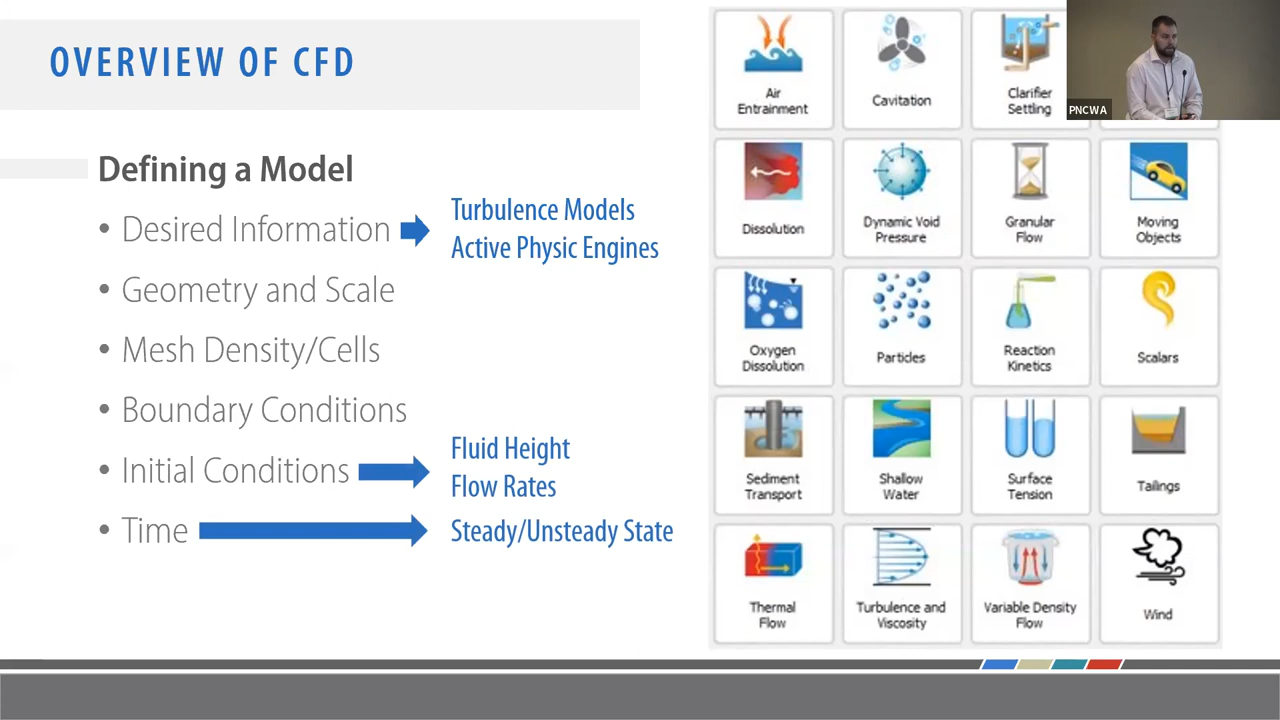 OVERVIEW OF CFD
Defining a Model
• Desired Information
Turbulence Models
Active Physic Engines
• Geometry and Scale
• Mesh Density/Cells
• Boundary Conditions
• Initial Conditions
Fluid Height
Flow Rates
• Time
Steady/Unsteady State
Air
Entrainment
Cavitation
Clarifier
Settling
PNCWA
Dissolution
Dynamic Void
Pressure
Granular
Flow
Moving
Objects
Oxygen
Dissolution
Particles
Reaction
Kinetics
Scalars
Sediment
Transport
Shallow
Water
Surface
Tension
Tailings
Thermal
Flow
Turbulence and
Viscosity
Variable Density
Flow
Wind